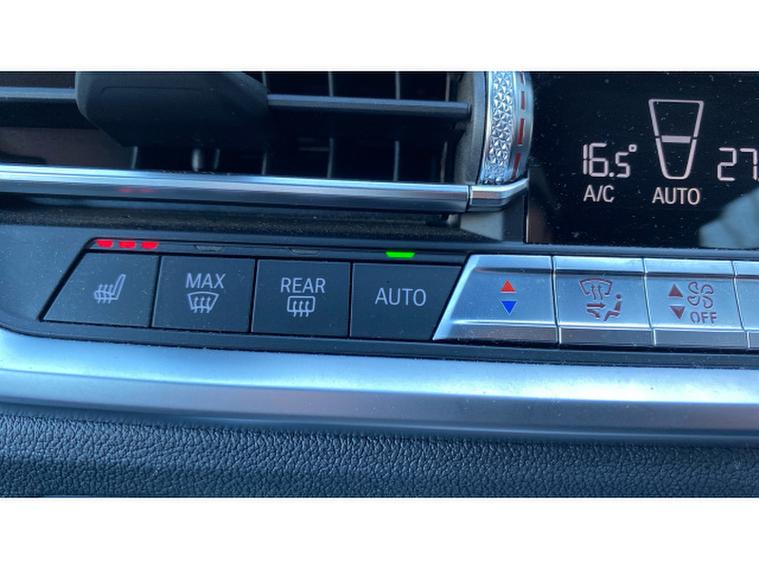 16.5° 27.
A/C AUTO
MAX
REAR
AUTO
OFF